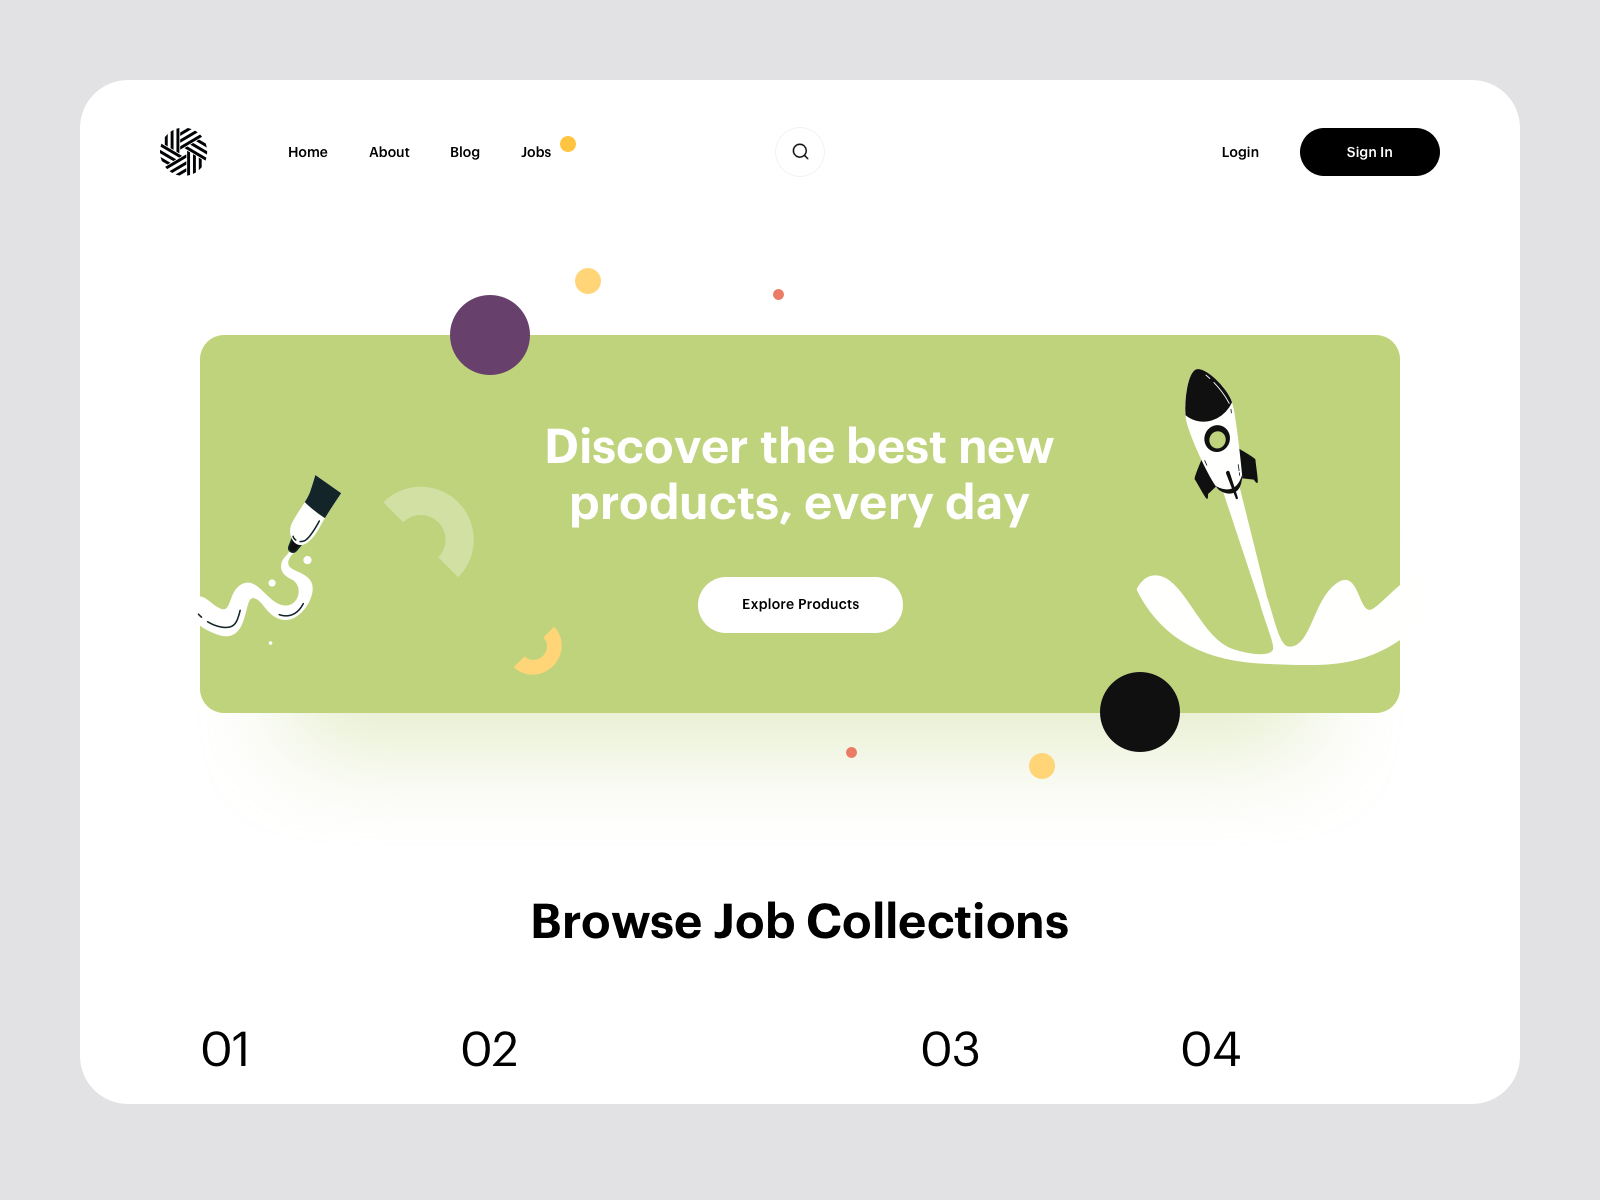 Home About Blog Jobs Login Sign In
Discover the best new
products, every day
Explore Products
Browse Job Collections
01 02 03 04